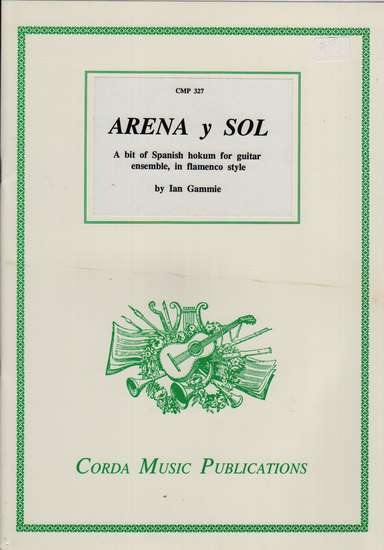 CMP 327
ARENA y SOL
A bit of Spanish hokum for guitar
ensemble, in flamenco style
by Ian Gammie
CORDA MUSIC PUBLICATIONS